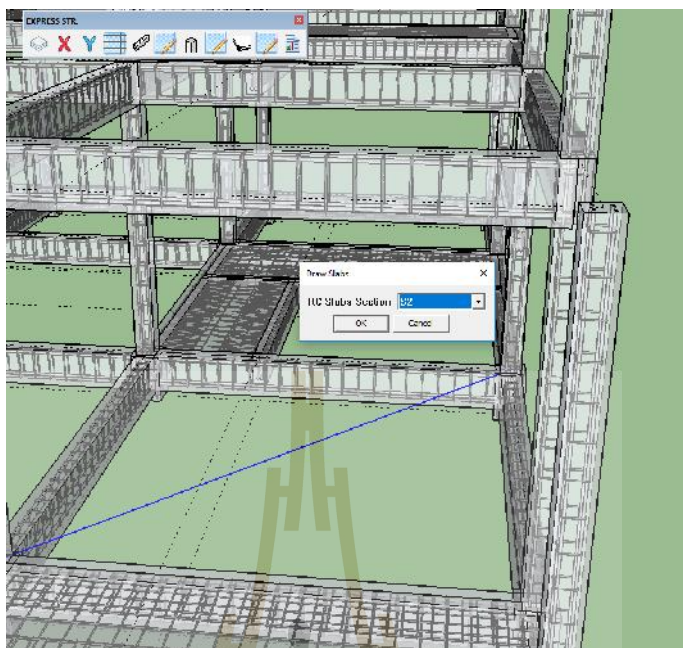 EXPRESS STR.
Draw Slabs
RC Slabs Section
S2
OK
Cancel